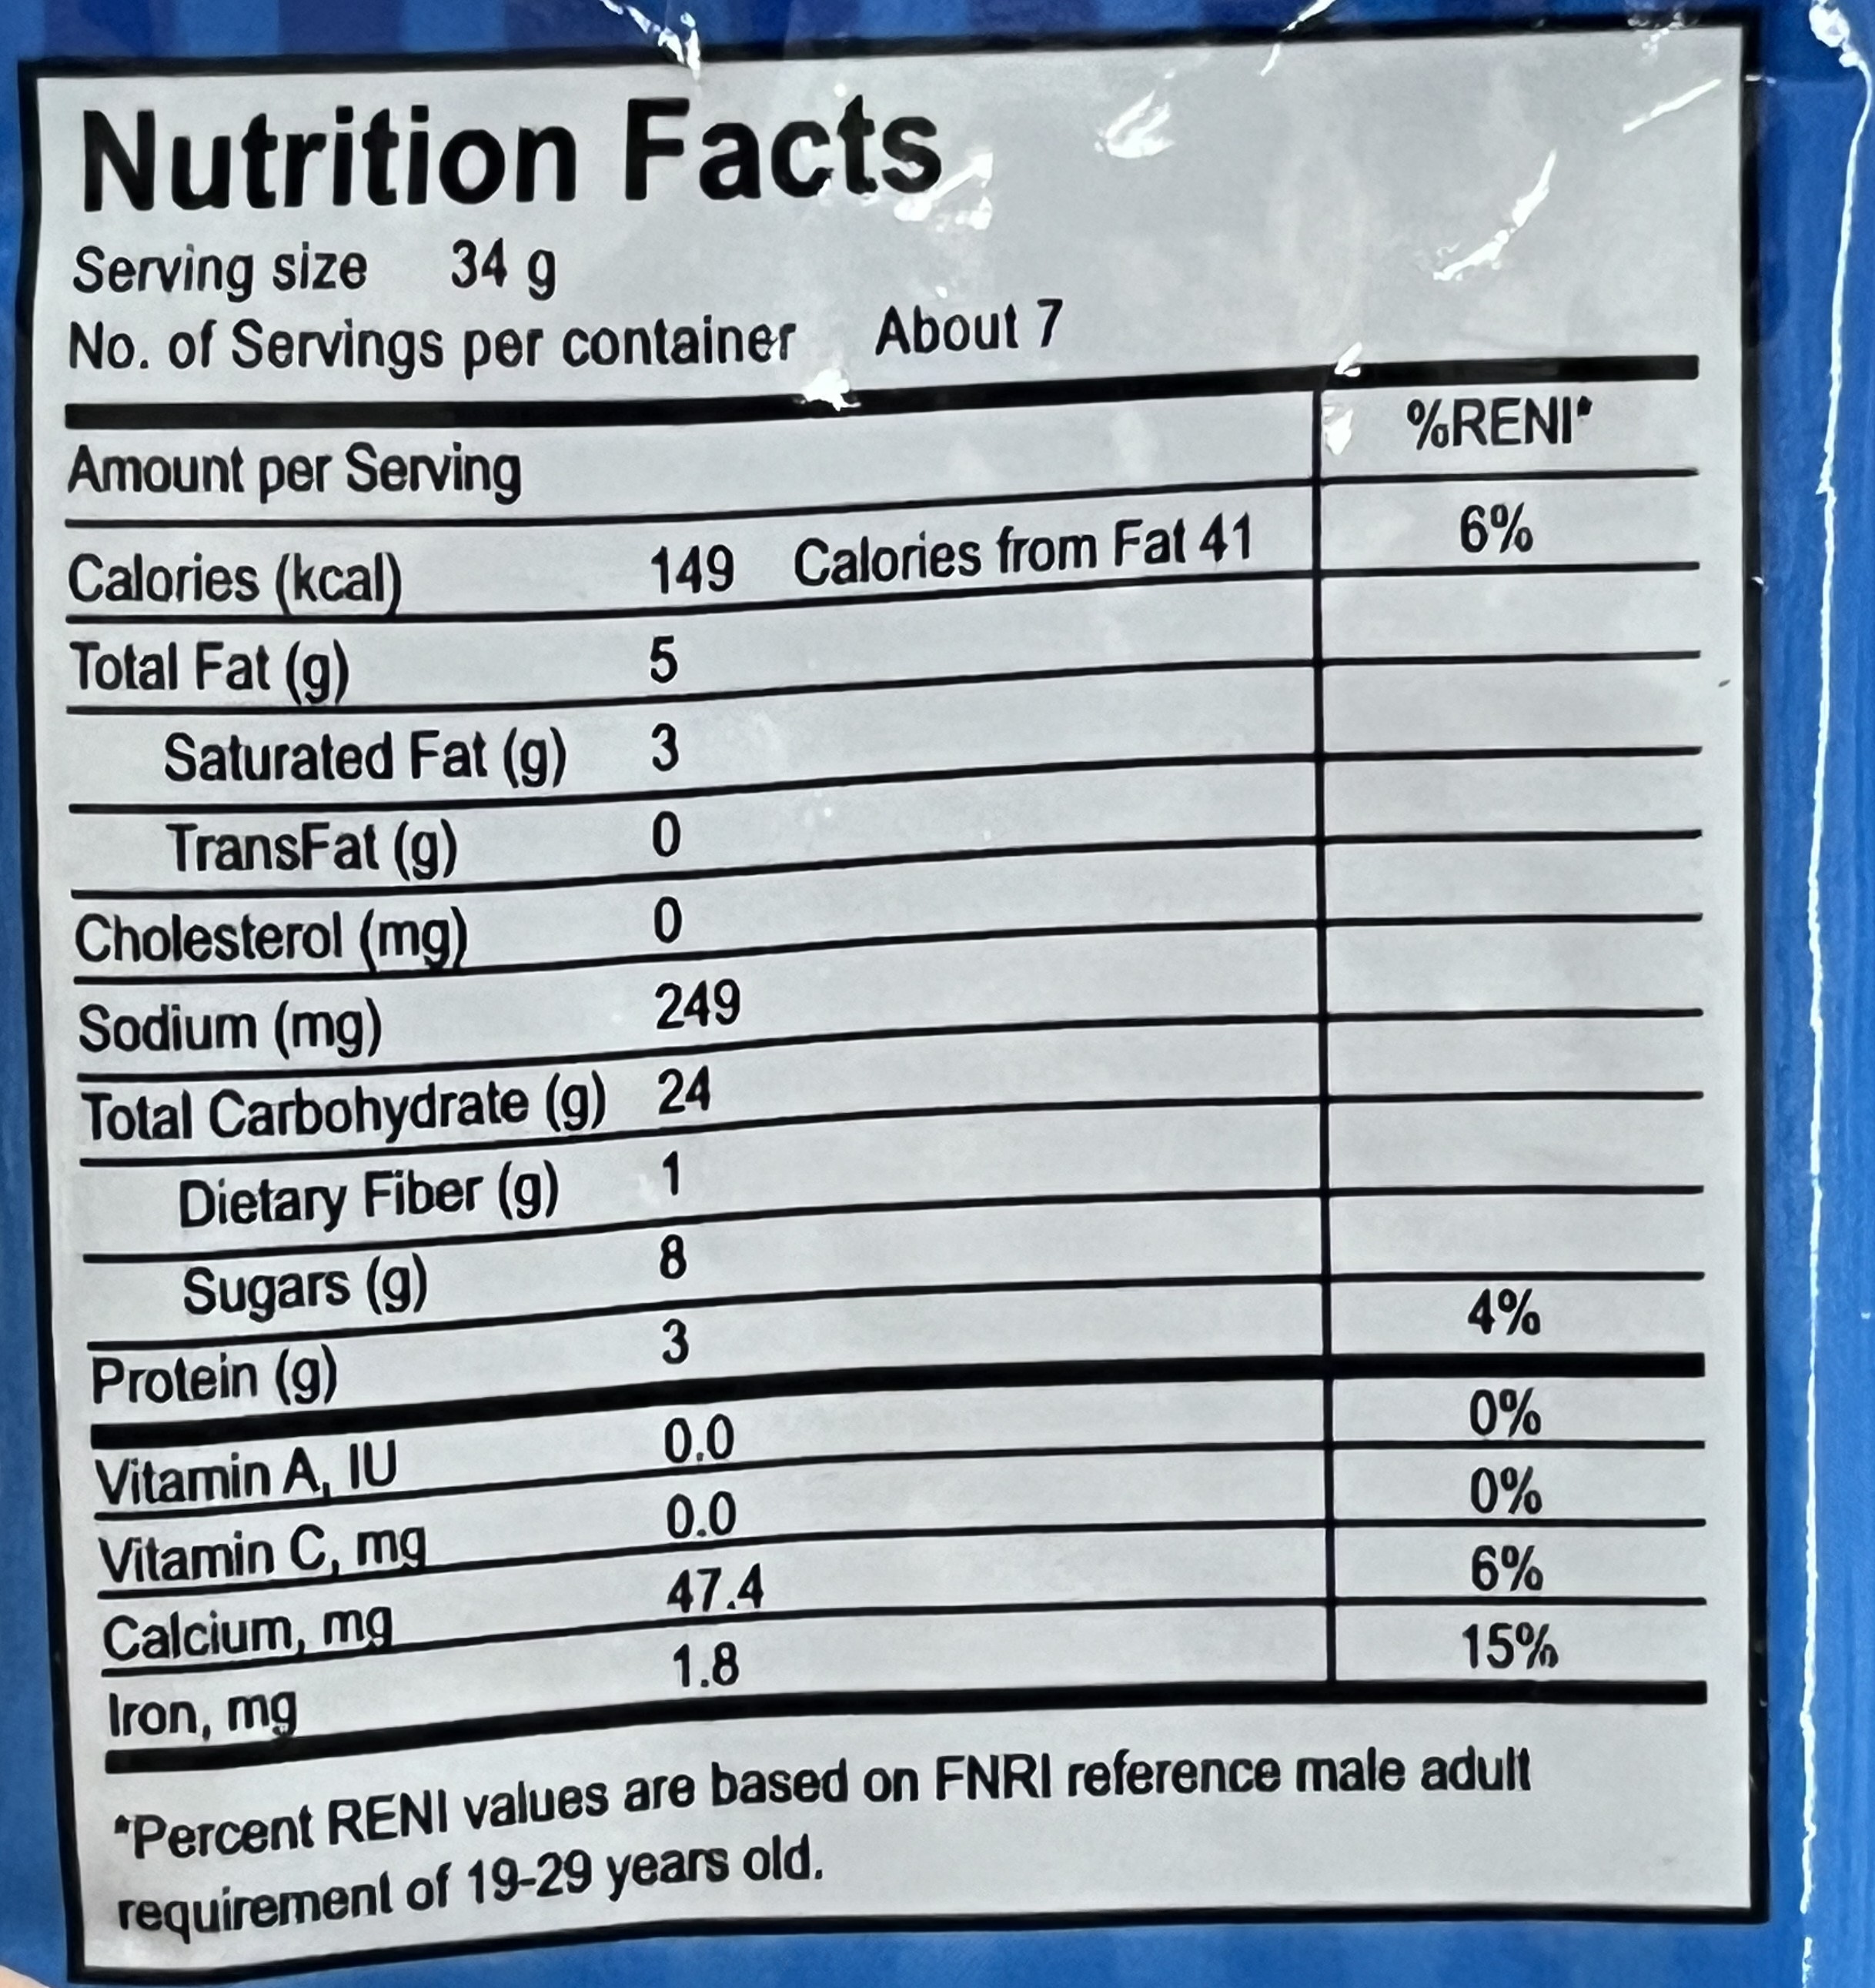 Nutrition Facts
Serving size 34 g
No. of Servings per container About 7
Amount per Serving %RENI*
Calories (kcal) 149 Calories from Fat 41 6%
Total Fat (g) 5
Saturated Fat (g) 3
TransFat (g) 0
Cholesterol (mg) 0
Sodium (mg) 249
Total Carbohydrate (g) 24
Dietary Fiber (g) 1
Sugars (g) 8
Protein (g) 3 4%
Vitamin A, IU 0.0 0%
Vitamin C, mg 0.0 0%
Calcium, mg 47.4 6%
Iron, mg 1.8 15%
*Percent RENI values are based on FNRI reference male adult
requirement of 19-29 years old.